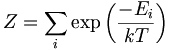 Z = \sum_i \exp\left(\frac{-E_i}{kT}\right)